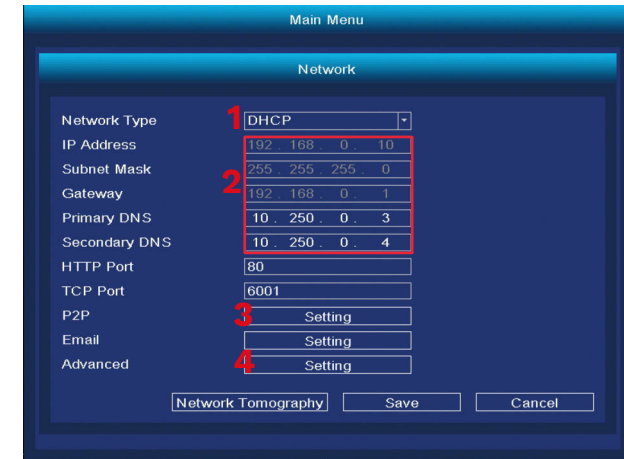 Main Menu
Network
Network Type 1 DHCP
IP Address 192 . 168 . 0 . 10
Subnet Mask 255 . 255 . 255 . 0
2
Gateway 192 . 168 . 0 . 1
Primary DNS 10 . 250 . 0 . 3
Secondary DNS 10 . 250 . 0 . 4
HTTP Port 80
TCP Port 6001
P2P 3 Setting
Email Setting
Advanced 4 Setting
Network Tomography Save Cancel